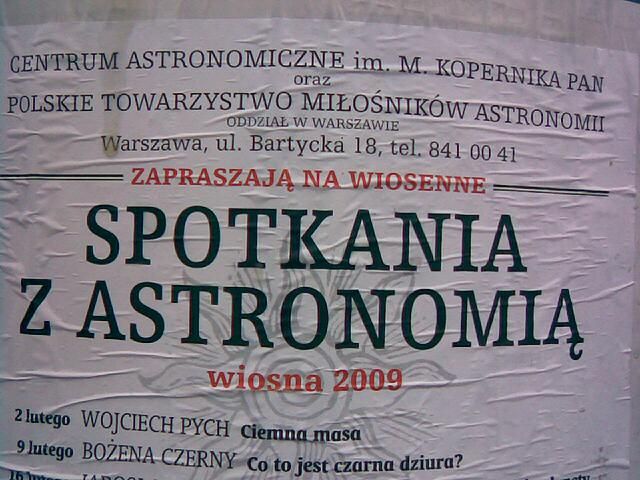 CENTRUM ASTRONOMICZNE im. M. KOPERNIKA PAN
oraz
POLSKIE TOWARZYSTWO MIŁOŚNIKÓW ASTRONOMII
ODDZIAŁ W WARSZAWIE
Warszawa, ul. Bartycka 18, tel. 841 00 41
ZAPRASZAJĄ NA WIOSENNE
SPOTKANIA
Z ASTRONOMIĄ
wiosna 2009
2 lutego WOJCIECH PYCH Ciemna masa
9 lutego BOŻENA CZERNY Co to jest czarna dziura?
16 lutego